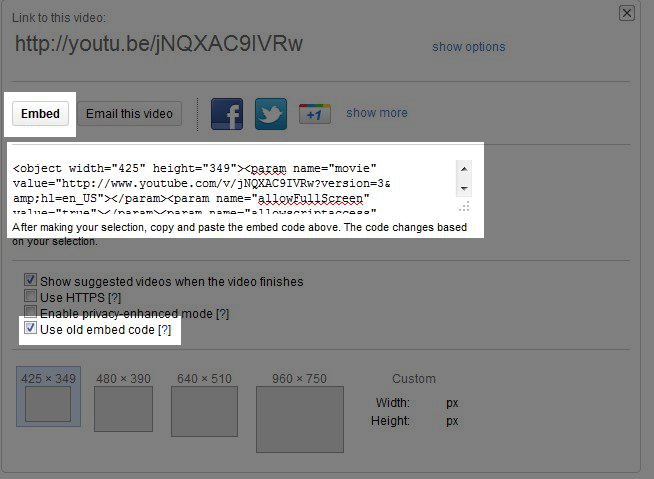 Link to this video:
http://youtu.be/jNQXAC9IVRw show options
Embed Email this video f +1 show more
<object width="425" height="349"><param name="movie"
value="http://www.youtube.com/v/jNQXAC9IVRw?version=3&
amp;hl=en_US"></param><param name="allowFullScreen"
value="true"></param><param name="allowscriptaccess"
After making your selection, copy and paste the embed code above. The code changes based
on your selection.
Show suggested videos when the video finishes
Use HTTPS [?]
Enable privacy-enhanced mode [?]
Use old embed code [?]
425 × 349 480 × 390 640 × 510 960 × 750 Custom
Width: px
Height: px